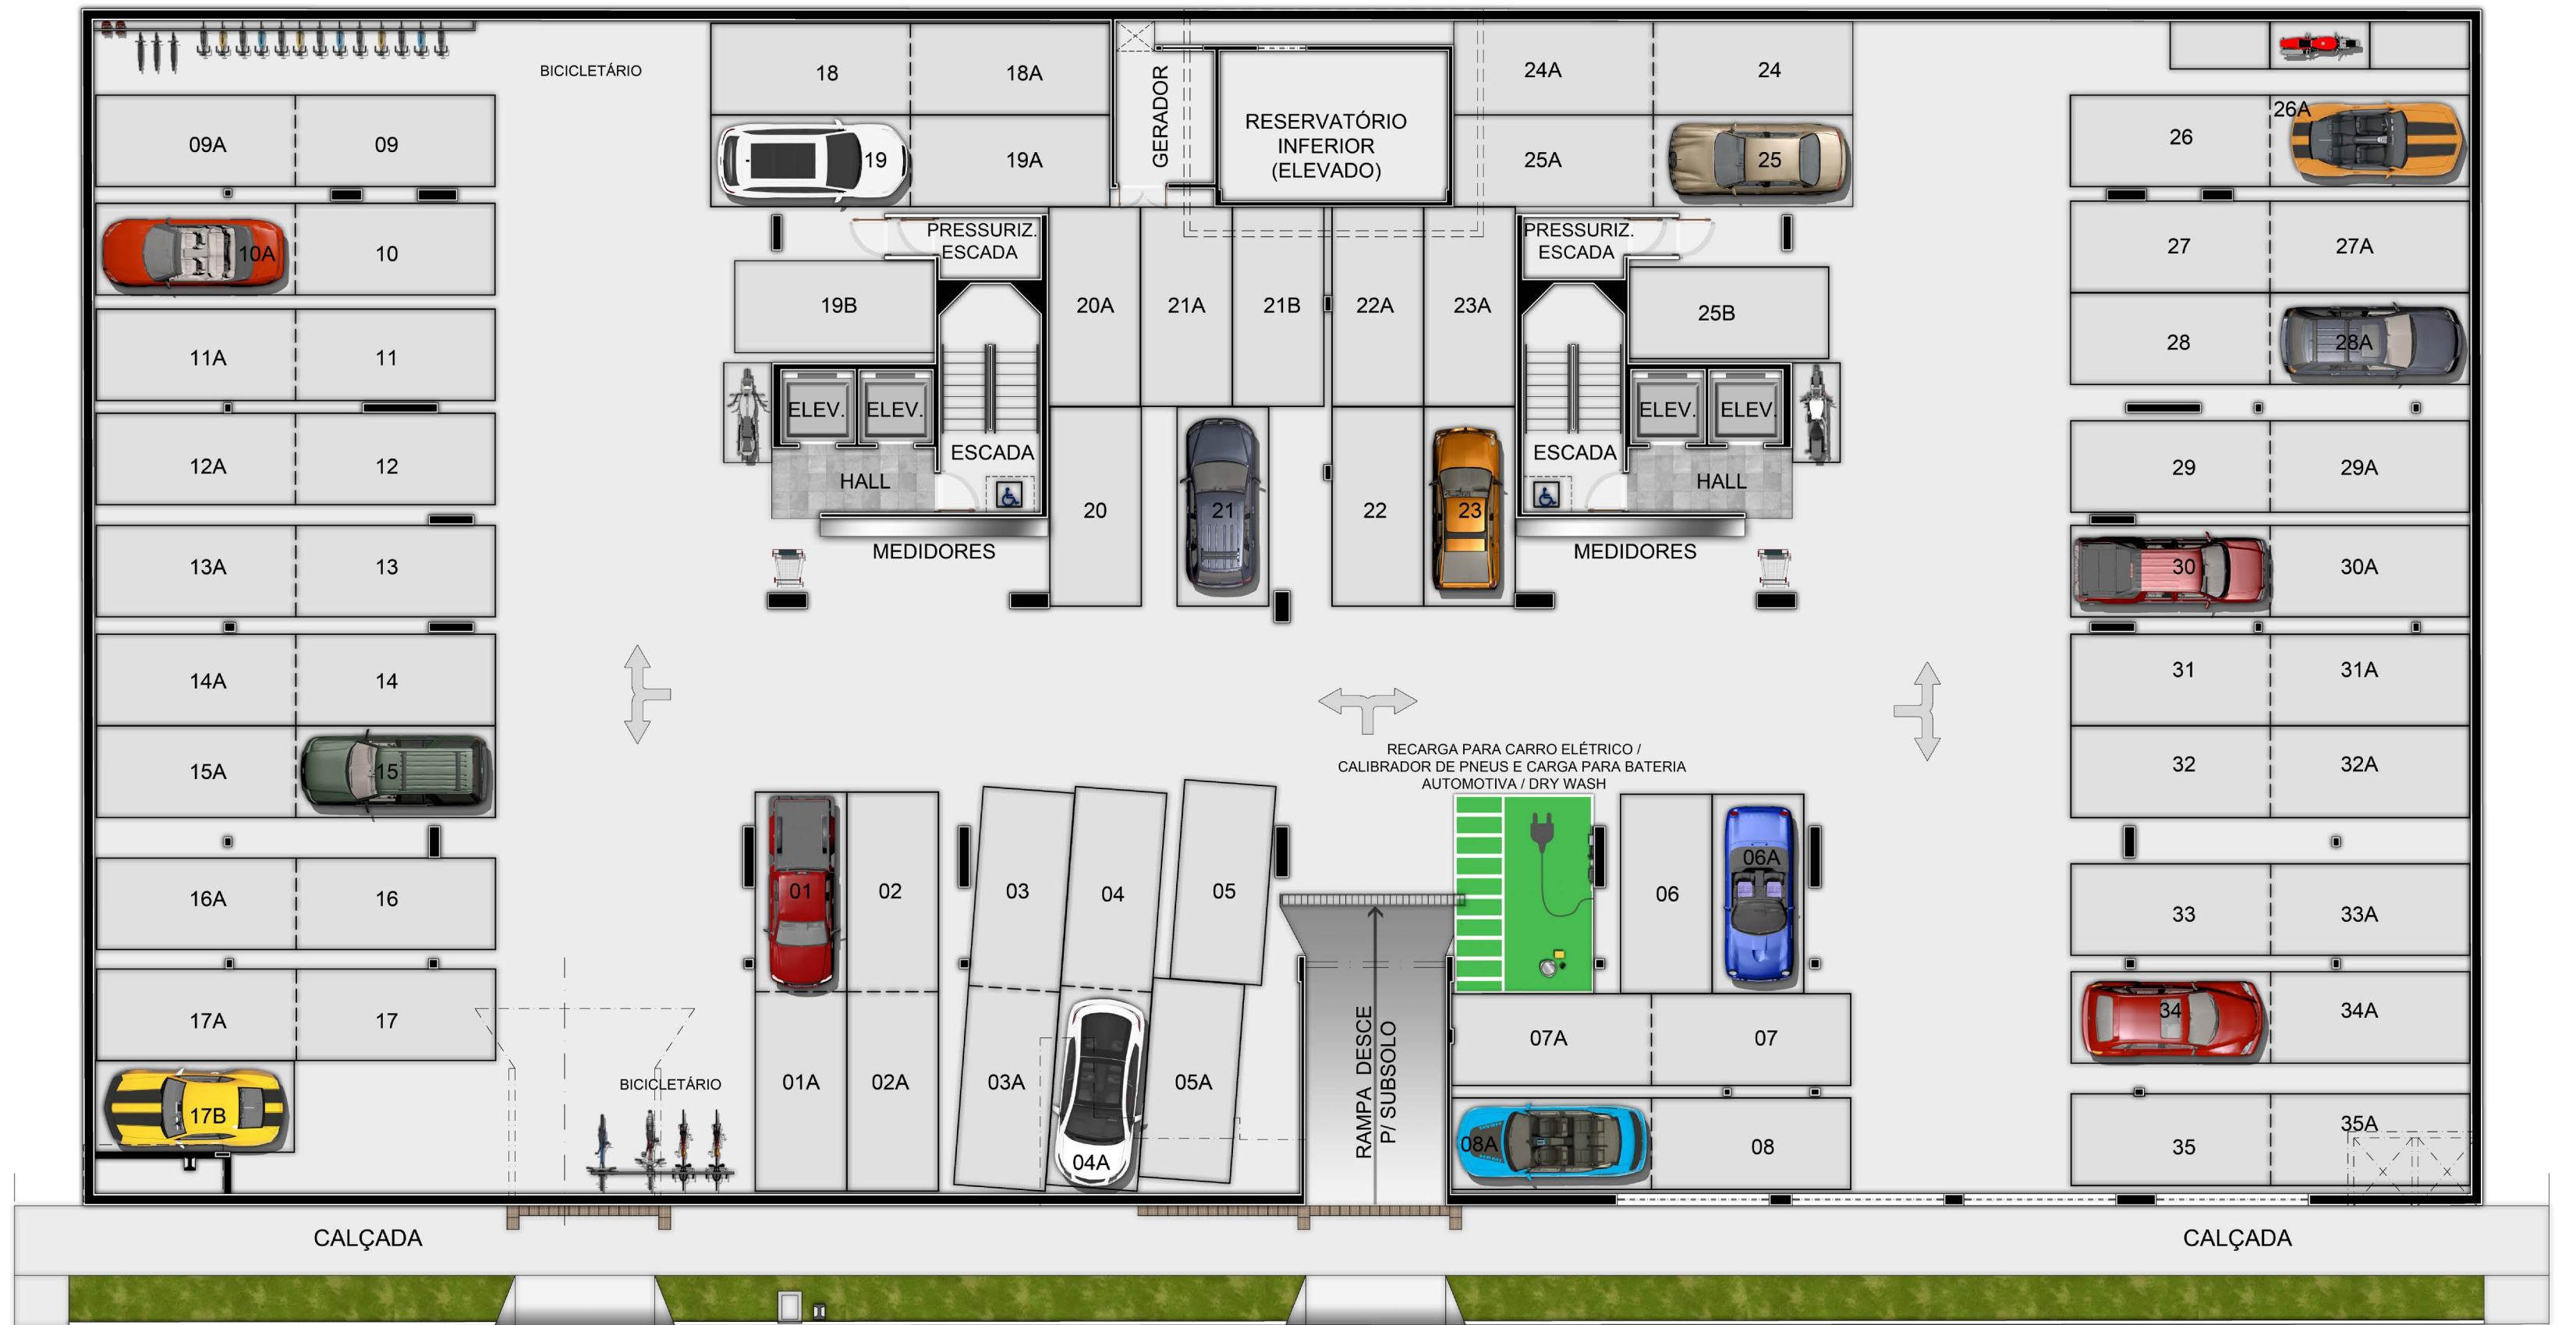 BICICLETÁRIO
18
18A
GERADOR
RESERVATÓRIO
INFERIOR
(ELEVADO)
24A
24
26A
26
09A
09
19
19A
25A
25
10A
10
PRESSURIZ.
ESCADA
PRESSURIZ.
ESCADA
27
27A
19B
20A
21A
21B
22A
23A
25B
11A
11
28
28A
ELEV.
ELEV.
ELEV.
ELEV.
12A
12
ESCADA
ESCADA
29
29A
HALL
HALL
20
21
22
23
MEDIDORES
MEDIDORES
13A
13
30
30A
14A
14
31
31A
15A
15
RECARGA PARA CARRO ELÉTRICO /
CALIBRADOR DE PNEUS E CARGA PARA BATERIA
AUTOMOTIVA / DRY WASH
32
32A
16A
16
01
02
03
04
05
06
06A
33
33A
17A
17
RAMPA DESCE
P/ SUBSOLO
07A
07
34
34A
17B
BICICLETÁRIO
01A
02A
03A
04A
05A
08A
08
35
35A
CALÇADA
CALÇADA